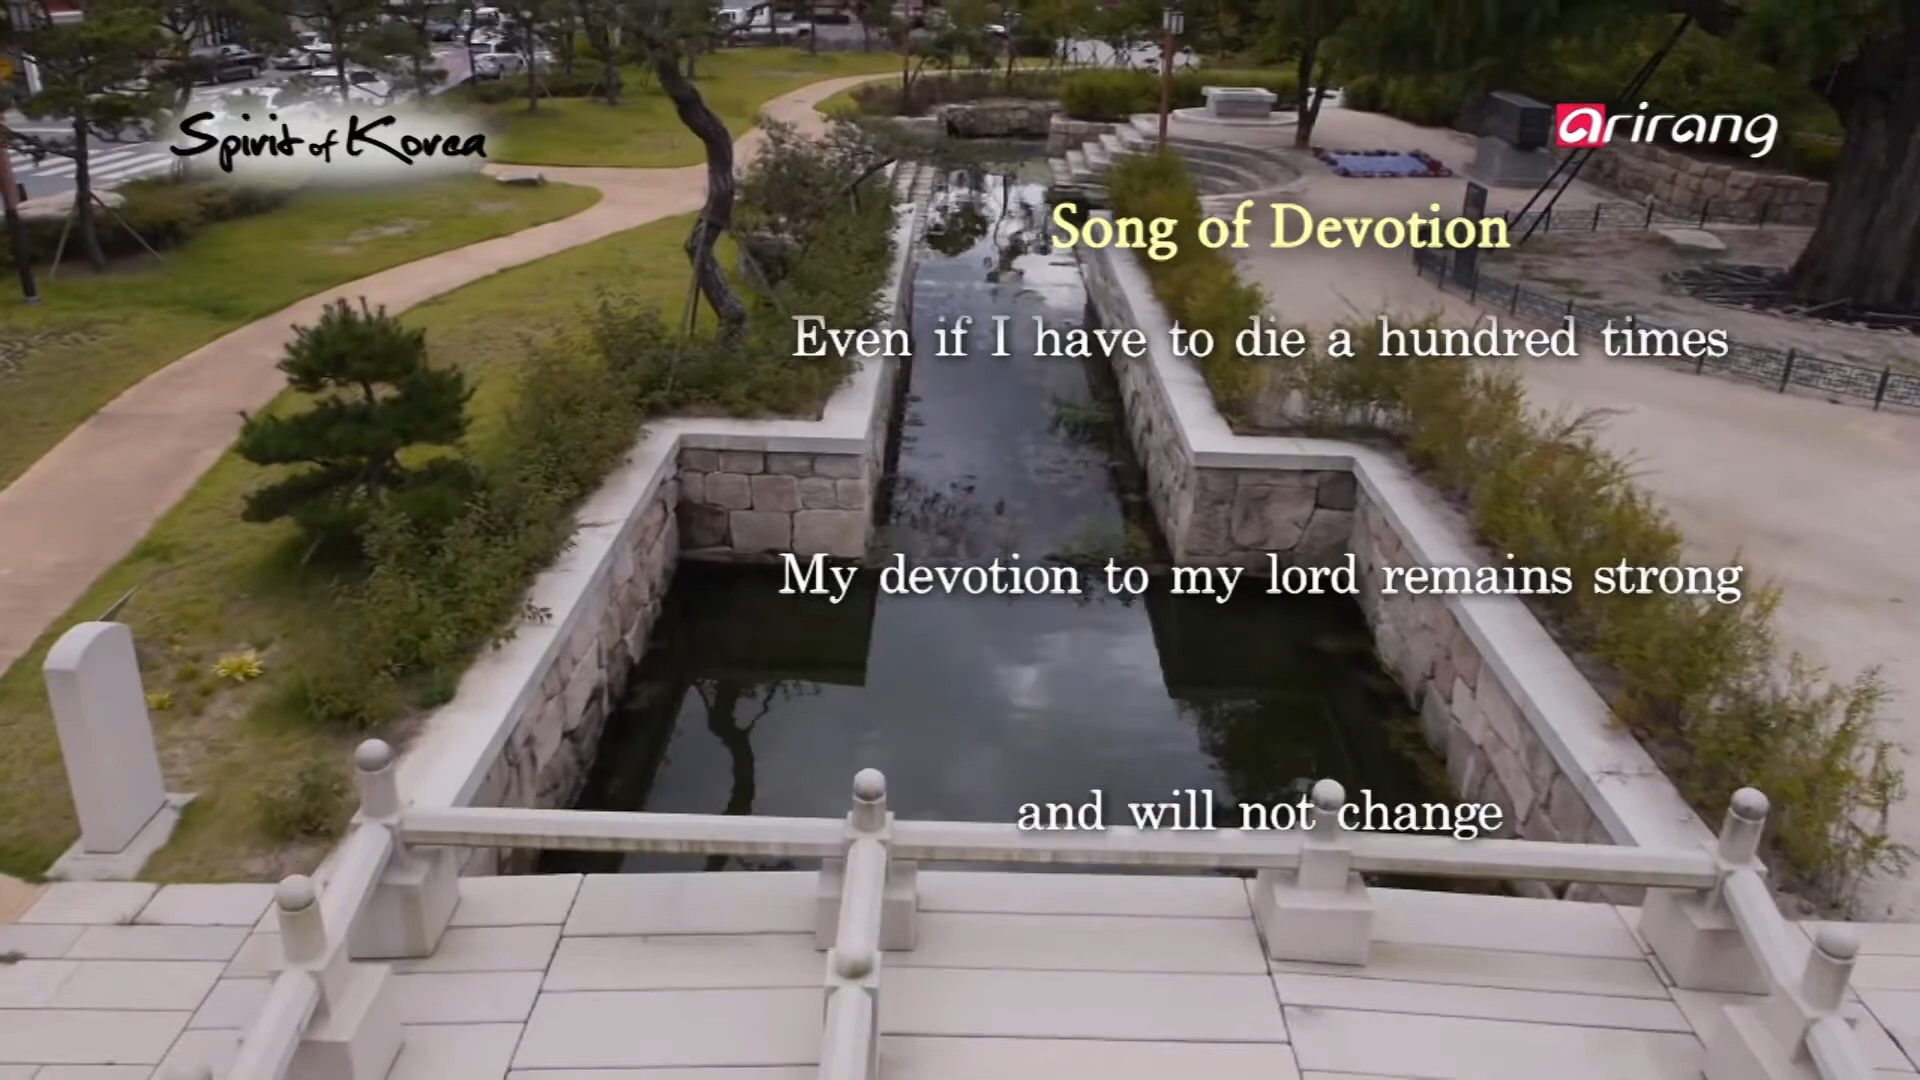 Spirit of Korea
arirang
Song of Devotion
Even if I have to die a hundred times
My devotion to my lord remains strong
and will not change